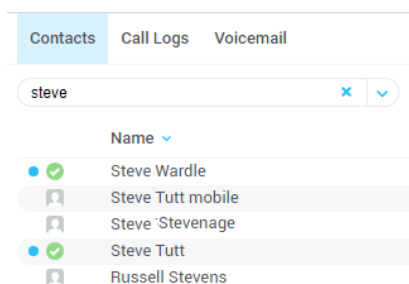 Contacts Call Logs Voicemail
steve
Name
Steve Wardle
Steve Tutt mobile
Steve 'Stevenage
Steve Tutt
Russell Stevens